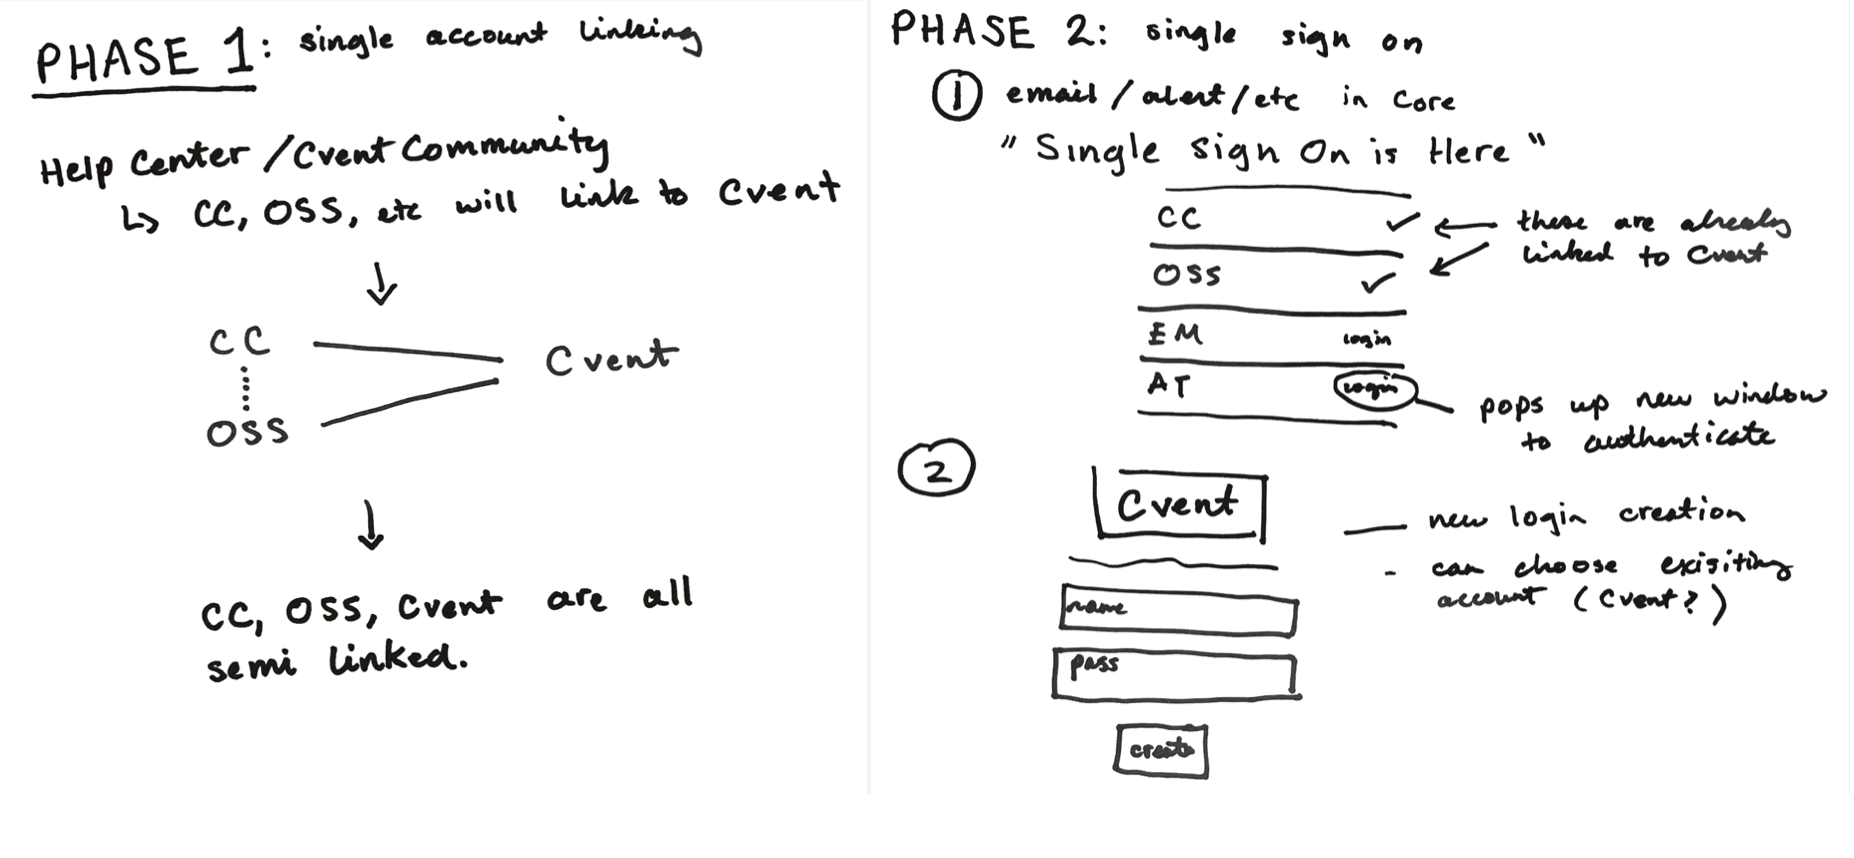 PHASE 1: single account linking
Help Center / Cvent Community
↳ CC, OSS, etc will link to Cvent
CC
Cvent
OSS
CC, OSS, Cvent are all
semi linked.
PHASE 2: single sign on
① email / alert / etc in Core
"Single Sign On is Here"
CC ✓ ← these are already
linked to Cvent
OSS ✓
EM login
AT login
pops up new window
to authenticate
②
Cvent
— new login creation
- can choose exisiting
account (Cvent?)
name
pass
create